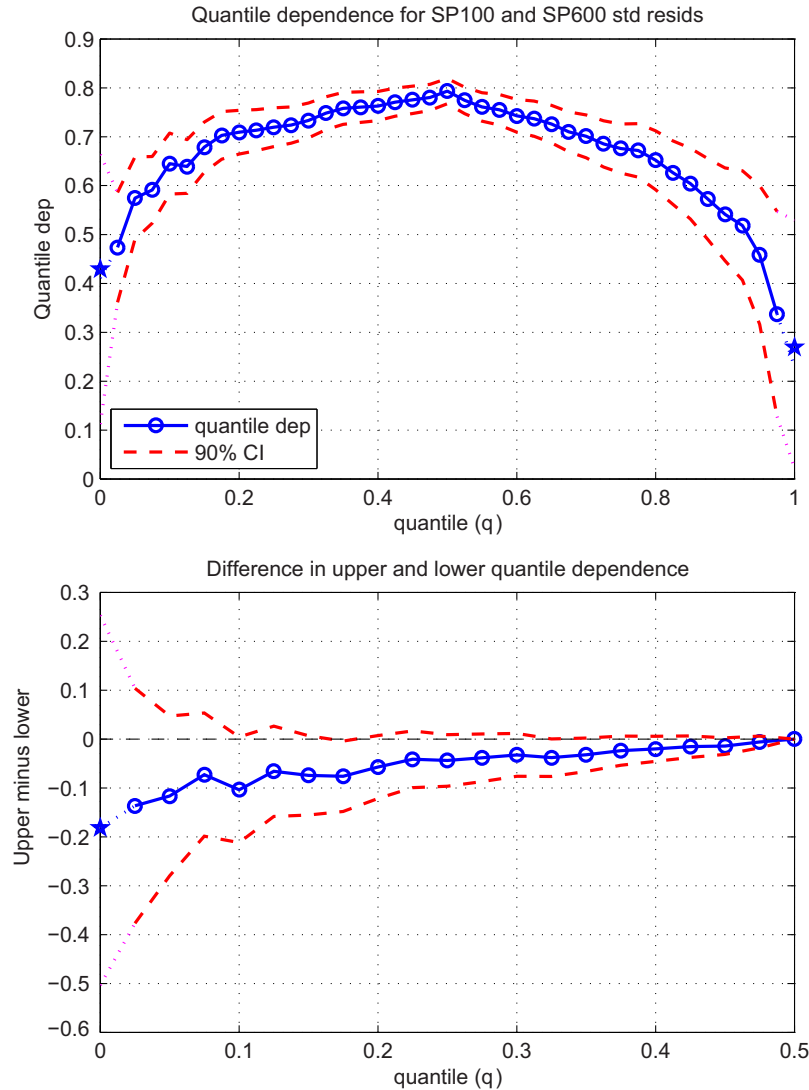 Quantile dependence for SP100 and SP600 std resids
0.9
0.8
0.7
0.6
0.5
0.4
0.3
0.2
0.1
0
Quantile dep
quantile dep
90% CI
0 0.2 0.4 0.6 0.8 1
quantile (q)
Difference in upper and lower quantile dependence
0.3
0.2
0.1
0
−0.1
−0.2
−0.3
−0.4
−0.5
−0.6
Upper minus lower
0 0.1 0.2 0.3 0.4 0.5
quantile (q)